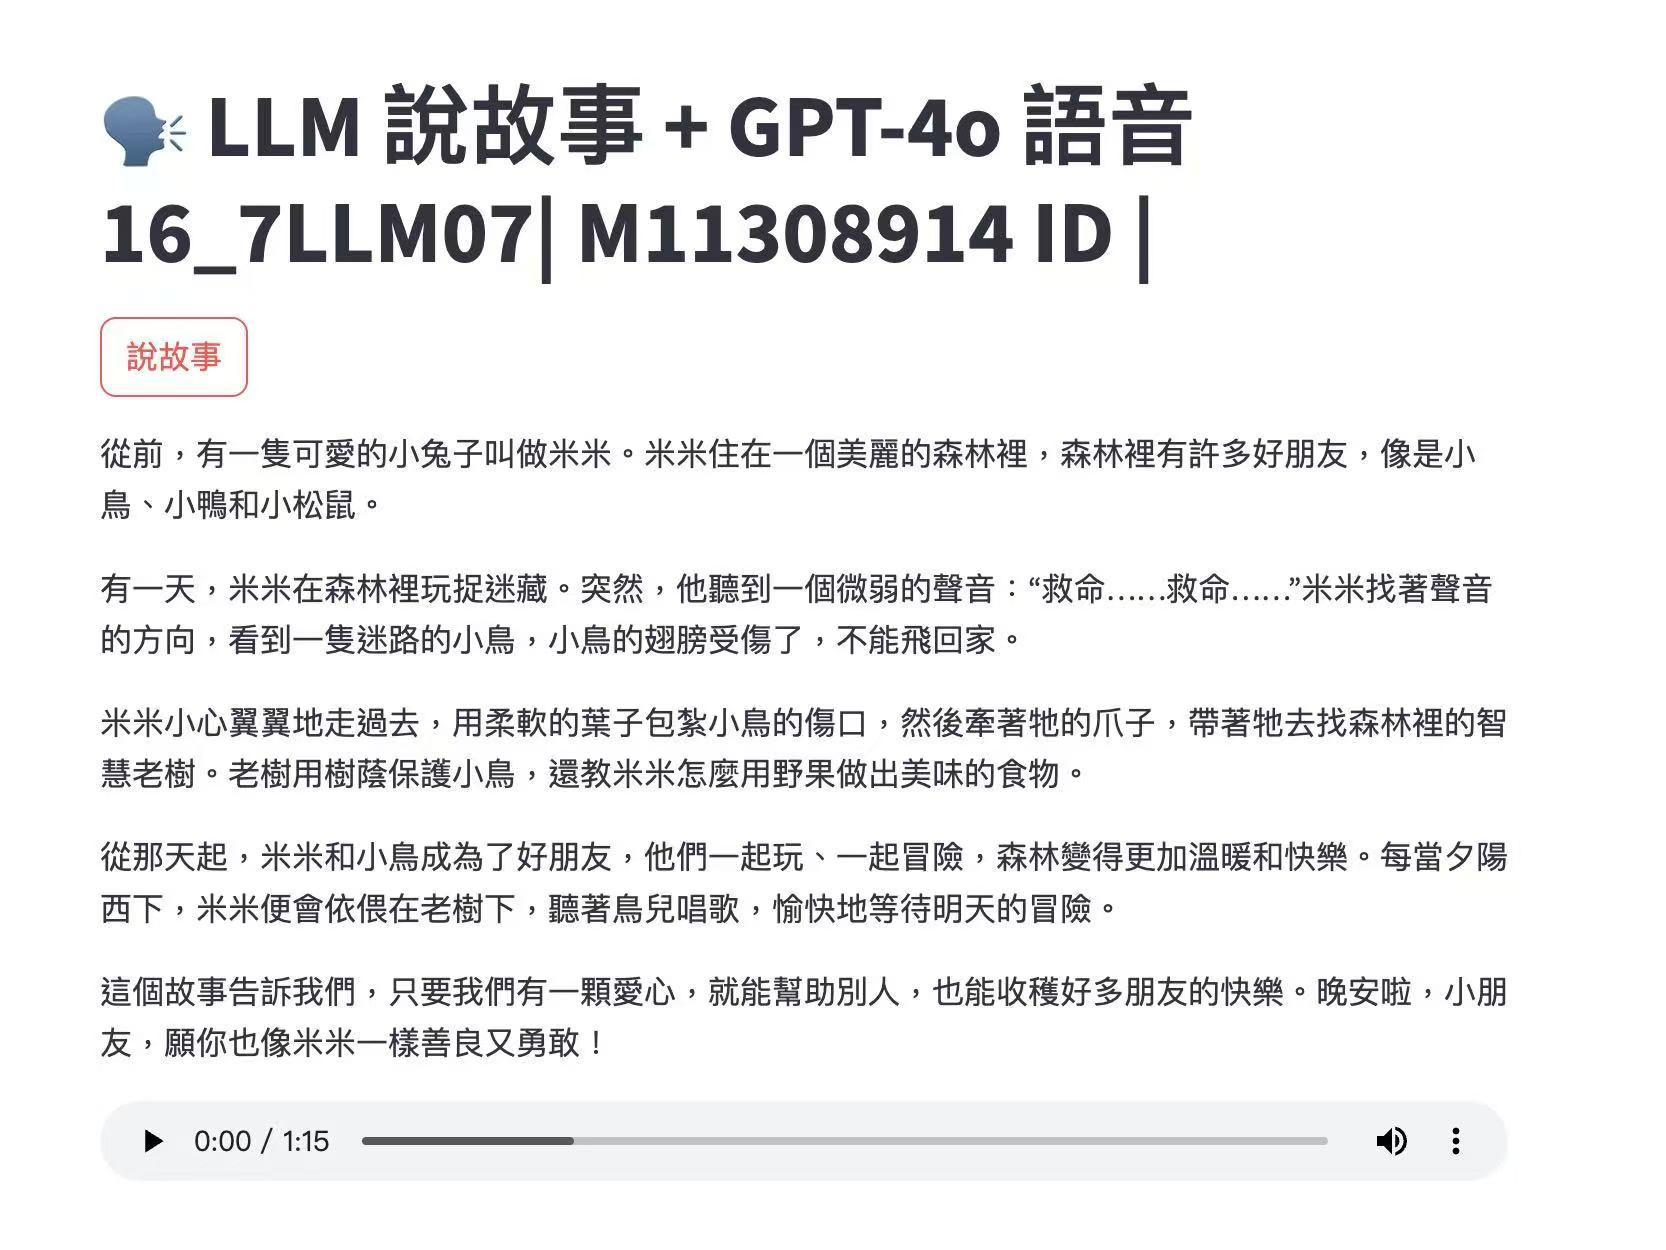 🗣️ LLM 說故事 + GPT-4o 語音
16_7LLM07| M11308914 ID |
說故事
從前，有一隻可愛的小兔子叫做米米。米米住在一個美麗的森林裡，森林裡有許多好朋友，像是小
鳥、小鴨和小松鼠。
有一天，米米在森林裡玩捉迷藏。突然，他聽到一個微弱的聲音：“救命……救命……”米米找著聲音
的方向，看到一隻迷路的小鳥，小鳥的翅膀受傷了，不能飛回家。
米米小心翼翼地走過去，用柔軟的葉子包紮小鳥的傷口，然後牽著牠的爪子，帶著牠去找森林裡的智
慧老樹。老樹用樹蔭保護小鳥，還教米米怎麼用野果做出美味的食物。
從那天起，米米和小鳥成為了好朋友，他們一起玩、一起冒險，森林變得更加溫暖和快樂。每當夕陽
西下，米米便會依偎在老樹下，聽著鳥兒唱歌，愉快地等待明天的冒險。
這個故事告訴我們，只要我們有一顆愛心，就能幫助別人，也能收穫好多朋友的快樂。晚安啦，小朋
友，願你也像米米一樣善良又勇敢！
0:00 / 1:15